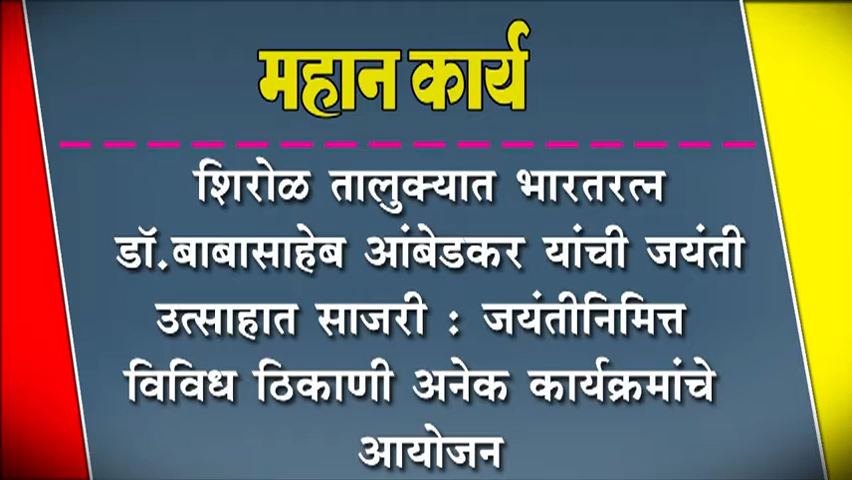 महान कार्य
शिरोळ तालुक्यात भारतरत्न
डॉ.बाबासाहेब आंबेडकर यांची जयंती
उत्साहात साजरी : जयंतीनिमित्त
विविध ठिकाणी अनेक कार्यक्रमांचे
आयोजन